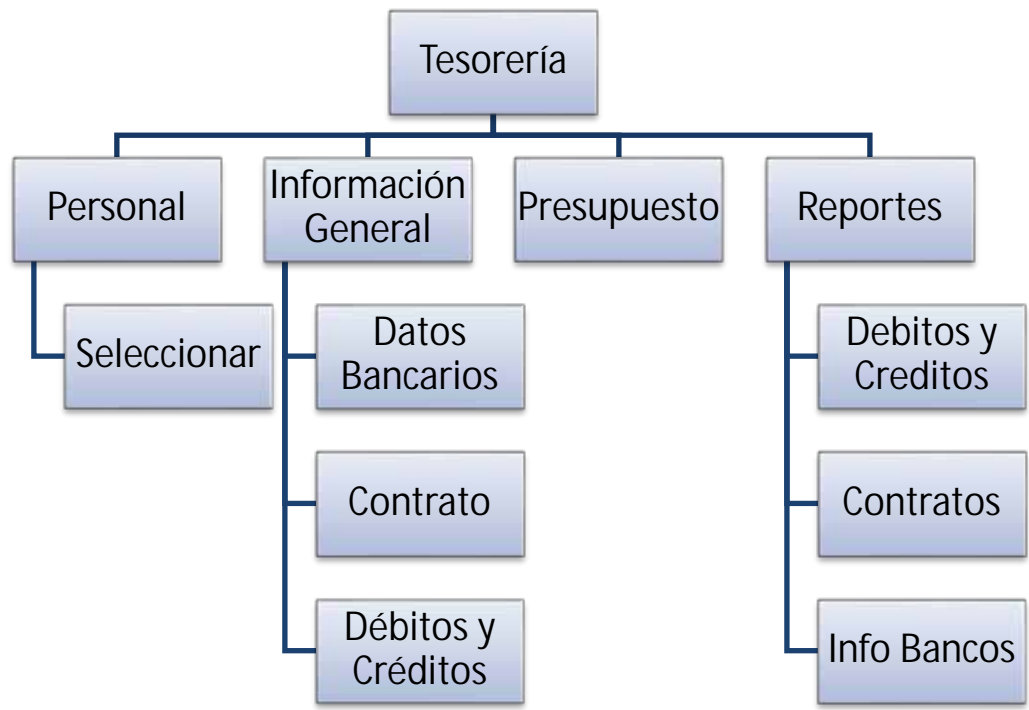 Tesorería
Personal
Información
General
Presupuesto
Reportes
Seleccionar
Datos
Bancarios
Debitos y
Creditos
Contrato
Contratos
Débitos y
Créditos
Info Bancos